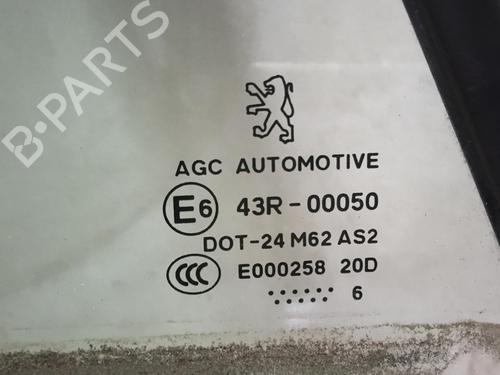 B-PARTS
AGC AUTOMOTIVE
E6 43R-00050
DOT-24 M62 AS2
CCC E000258 20D
6